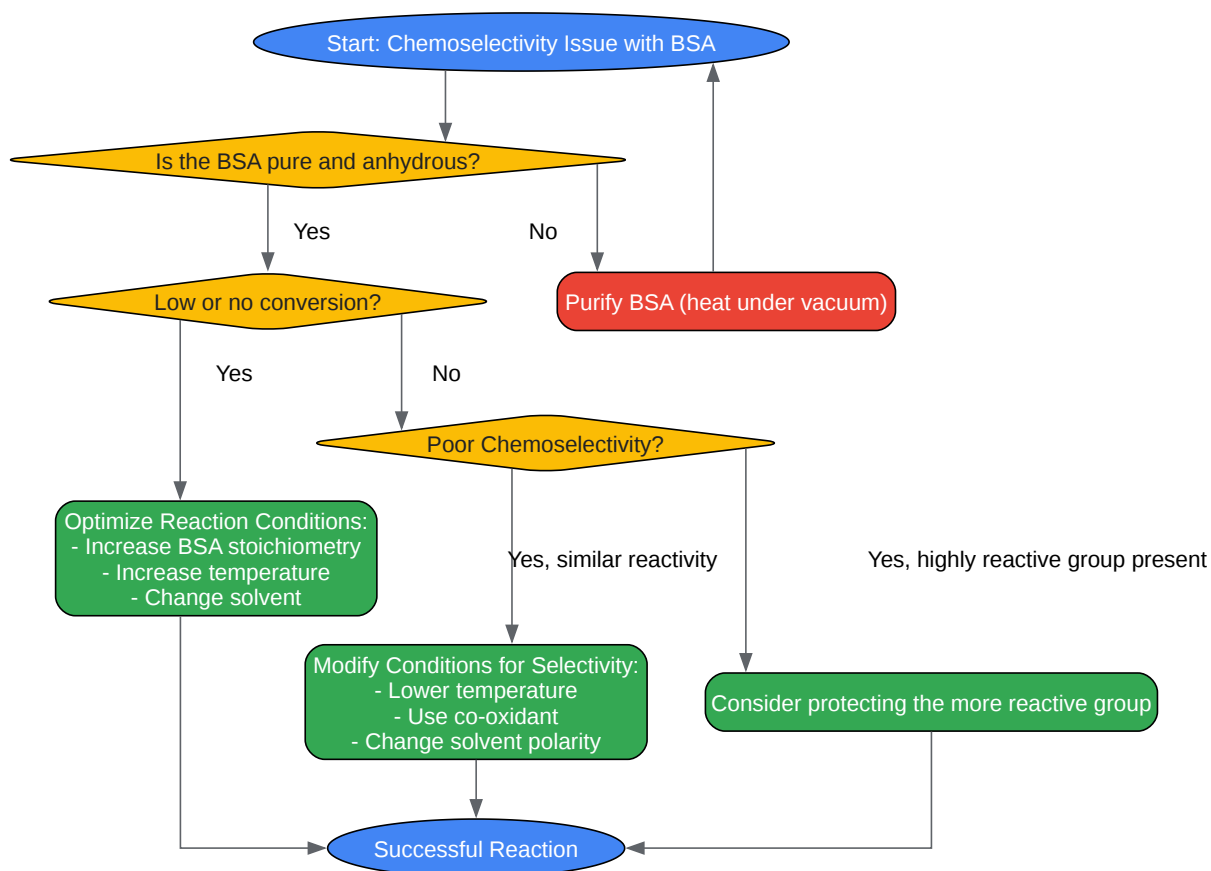 Start: Chemoselectivity Issue with BSA
Is the BSA pure and anhydrous?
Yes
No
Low or no conversion?
Purify BSA (heat under vacuum)
Yes
No
Poor Chemoselectivity?
Optimize Reaction Conditions:
- Increase BSA stoichiometry
- Increase temperature
- Change solvent
Yes, similar reactivity
Yes, highly reactive group present
Modify Conditions for Selectivity:
- Lower temperature
- Use co-oxidant
- Change solvent polarity
Consider protecting the more reactive group
Successful Reaction